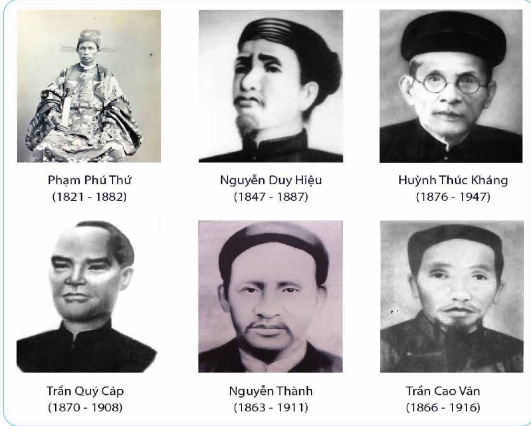 Phạm Phú Thứ
(1821 - 1882)
Nguyễn Duy Hiệu
(1847 - 1887)
Huỳnh Thúc Kháng
(1876 - 1947)
Trần Quý Cáp
(1870 - 1908)
Nguyễn Thành
(1863 - 1911)
Trần Cao Vân
(1866 - 1916)